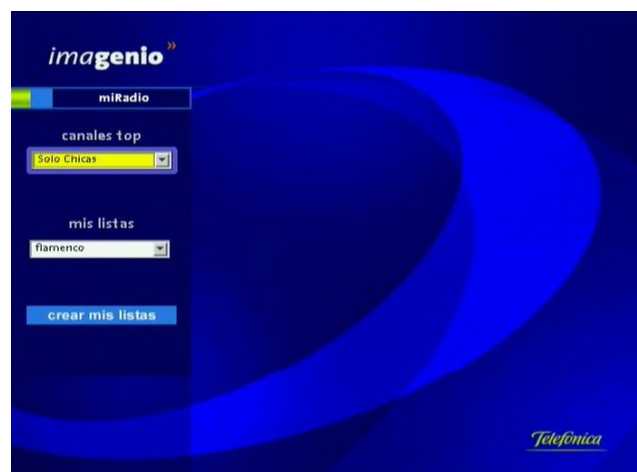 imagenio»
miRadio
canales top
Solo Chicas
mis listas
flamenco
crear mis listas
Telefónica